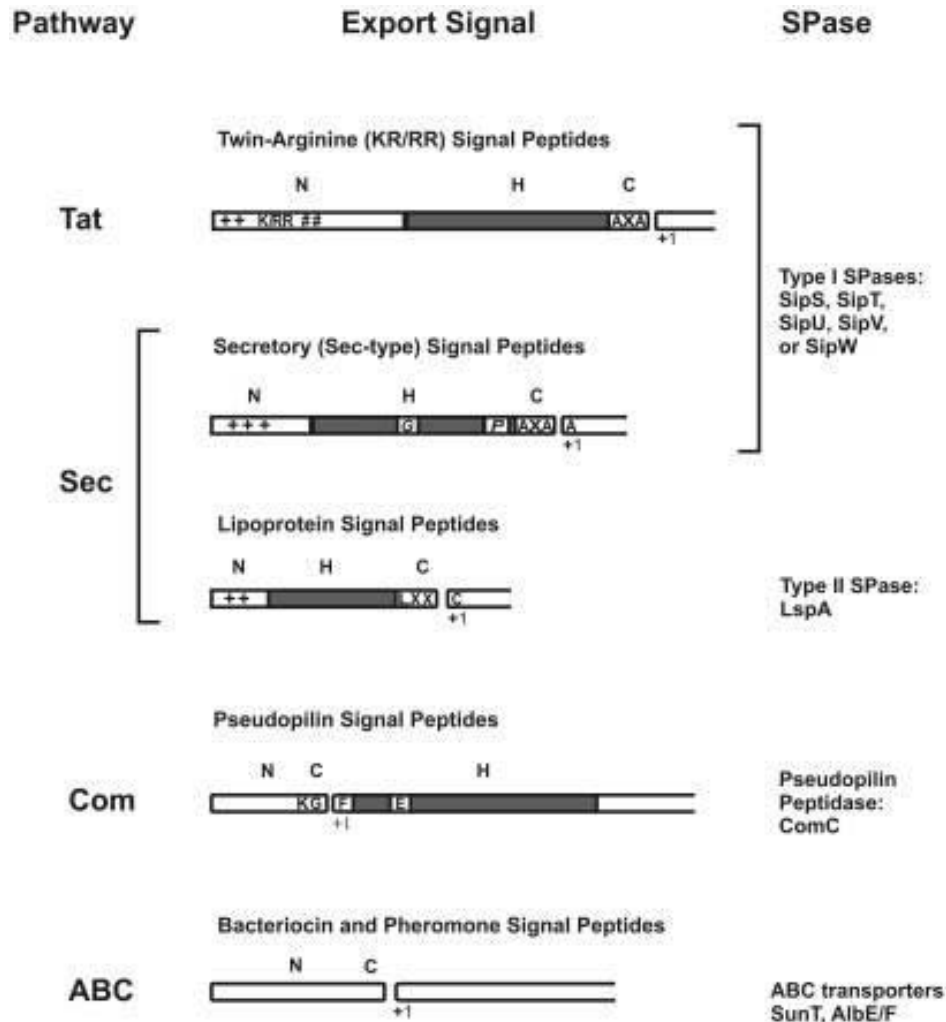 Pathway Export Signal SPase
Twin-Arginine (KR/RR) Signal Peptides
N H C
Tat
++ K/RR ## AXA
+1
Type I SPases:
SipS, SipT,
SipU, SipV,
or SipW
Secretory (Sec-type) Signal Peptides
N H C
+++ G P AXA A
+1
Sec
Lipoprotein Signal Peptides
N H C
++ LXX C
+1
Type II SPase:
LspA
Pseudopilin Signal Peptides
N C H
Com
KG F E
+1
Pseudopilin
Peptidase:
ComC
Bacteriocin and Pheromone Signal Peptides
N C
ABC
+1
ABC transporters
SunT, AlbE/F